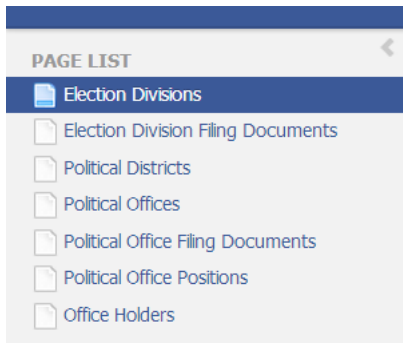 PAGE LIST
Election Divisions
Election Division Filing Documents
Political Districts
Political Offices
Political Office Filing Documents
Political Office Positions
Office Holders